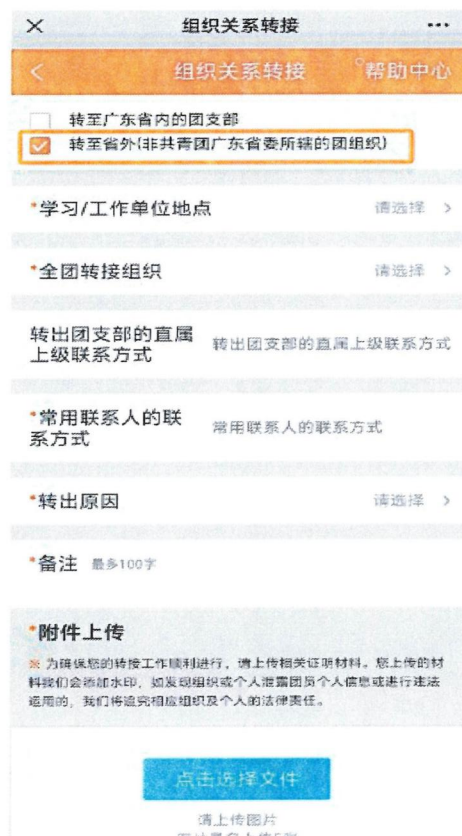 组织关系转接
组织关系转接 帮助中心
转至广东省内的团支部
转至省外(非共青团广东省委所辖的团组织)
*学习/工作单位地点 请选择 >
*全团转接组织 请选择 >
转出团支部的直属 转出团支部的直属上级联系方式
上级联系方式
*常用联系人的联 常用联系人的联系方式
系方式
*转出原因 请选择 >
*备注 最多100字
*附件上传
※ 为确保您的转接工作顺利进行，请上传相关证明材料。您上传的材
料我们会添加水印，如发现组织或个人泄露团员个人信息或进行违法
运用的，我们将追究相应组织及个人的法律责任。
点击选择文件
请上传图片